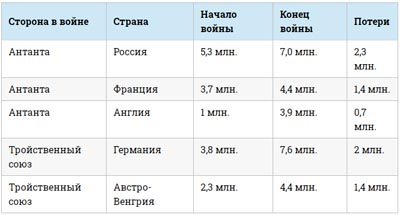 Сторона в войне Страна Начало войны Конец войны Потери
Антанта Россия 5,3 млн. 7,0 млн. 2,3 млн.
Антанта Франция 3,7 млн. 4,4 млн. 1,4 млн.
Антанта Англия 1 млн. 3,9 млн. 0,7 млн.
Тройственный союз Германия 3,8 млн. 7,6 млн. 2 млн.
Тройственный союз Австро-Венгрия 2,3 млн. 4,4 млн. 1,4 млн.